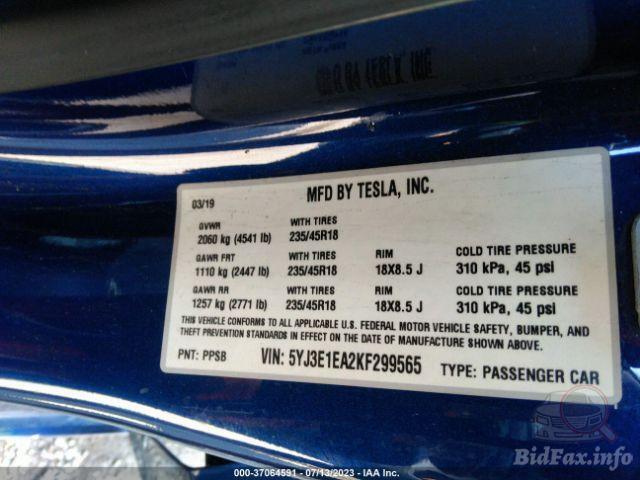 MFD BY TESLA, INC.
03/19
GVWR WITH TIRES
2060 kg (4541 lb) 235/45R18
GAWR FRT WITH TIRES RIM COLD TIRE PRESSURE
1110 kg (2447 lb) 235/45R18 18X8.5 J 310 kPa, 45 psi
GAWR RR WITH TIRES RIM COLD TIRE PRESSURE
1257 kg (2771 lb) 235/45R18 18X8.5 J 310 kPa, 45 psi
THIS VEHICLE CONFORMS TO ALL APPLICABLE U.S. FEDERAL MOTOR VEHICLE SAFETY, BUMPER, AND
THEFT PREVENTION STANDARDS IN EFFECT ON THE DATE OF MANUFACTURE SHOWN ABOVE.
PNT: PPSB VIN: 5YJ3E1EA2KF299565 TYPE: PASSENGER CAR
BidFax.info
000-37064591 - 07/13/2023 - IAA Inc.